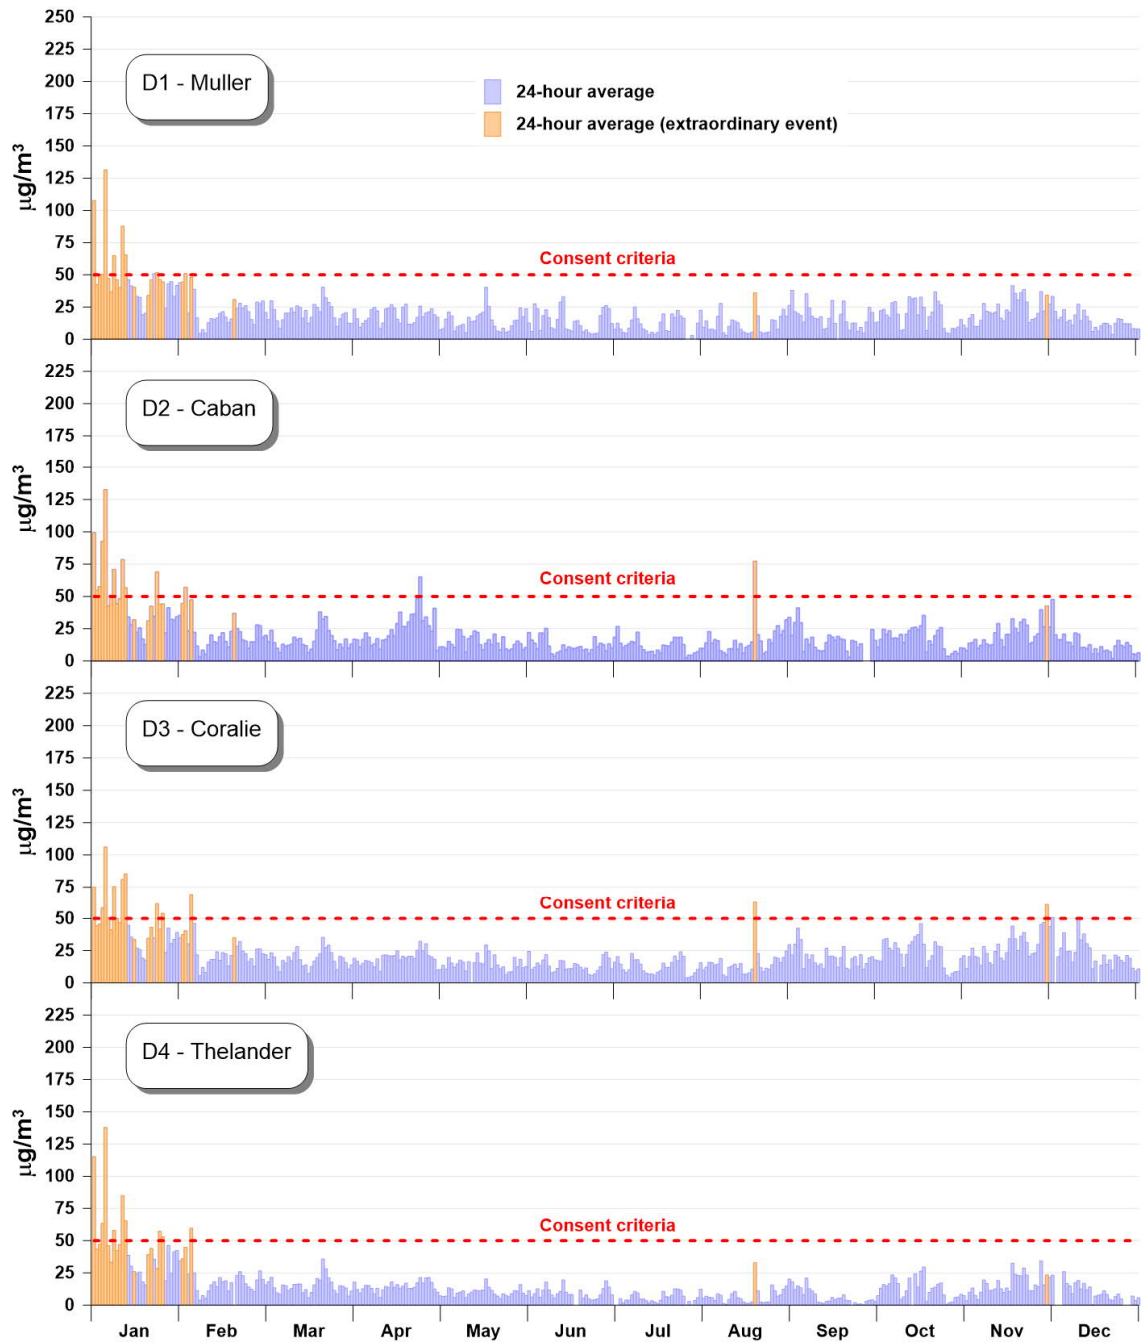 250
225
200
175
150
125
100
75
50
25
0
μg/m³
D1 - Muller
24-hour average
24-hour average (extraordinary event)
Consent criteria
225
200
175
150
125
100
75
50
25
0
μg/m³
D2 - Caban
Consent criteria
225
200
175
150
125
100
75
50
25
0
μg/m³
D3 - Coralie
Consent criteria
225
200
175
150
125
100
75
50
25
0
μg/m³
D4 - Thelander
Consent criteria
Jan Feb Mar Apr May Jun Jul Aug Sep Oct Nov Dec